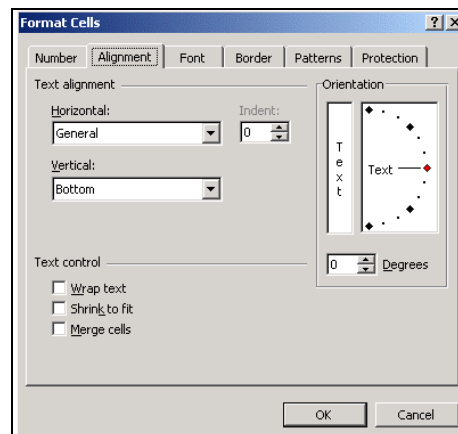 Format Cells
Number Alignment Font Border Patterns Protection
Text alignment
Horizontal:
General
Indent:
0
Vertical:
Bottom
Orientation
Text
Text
0 Degrees
Text control
Wrap text
Shrink to fit
Merge cells
OK Cancel